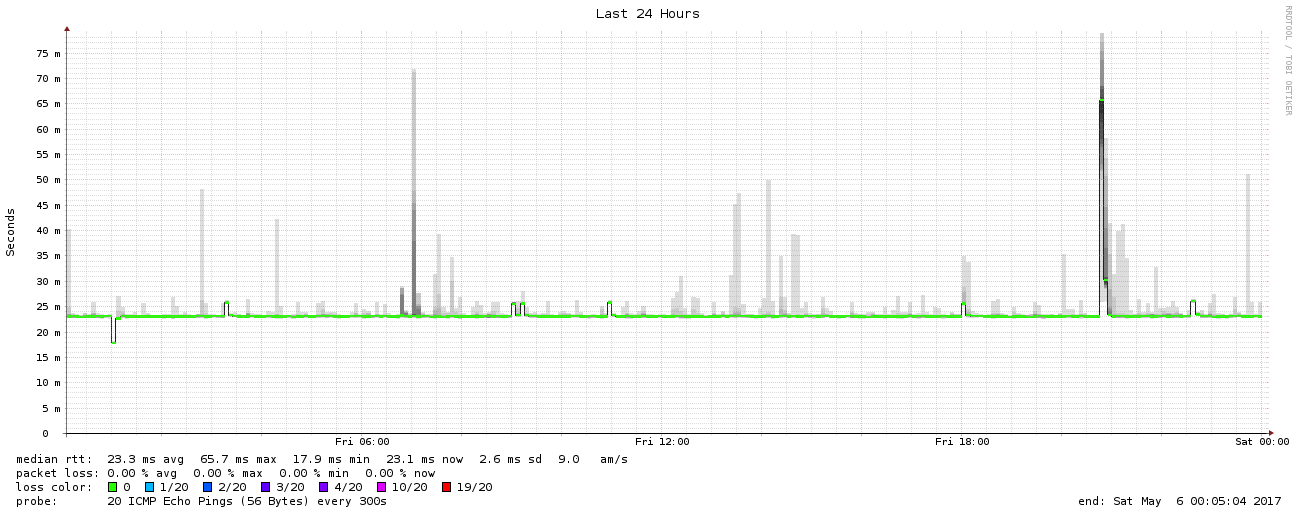 Last 24 Hours
RRDTOOL / TOBI OETIKER
Seconds
75 m
70 m
65 m
60 m
55 m
50 m
45 m
40 m
35 m
30 m
25 m
20 m
15 m
10 m
5 m
0
Fri 06:00 Fri 12:00 Fri 18:00 Sat 00:00
median rtt: 23.3 ms avg 65.7 ms max 17.9 ms min 23.1 ms now 2.6 ms sd 9.0 am/s
packet loss: 0.00 % avg 0.00 % max 0.00 % min 0.00 % now
loss color: 0 1/20 2/20 3/20 4/20 10/20 19/20
probe: 20 ICMP Echo Pings (56 Bytes) every 300s end: Sat May 6 00:05:04 2017